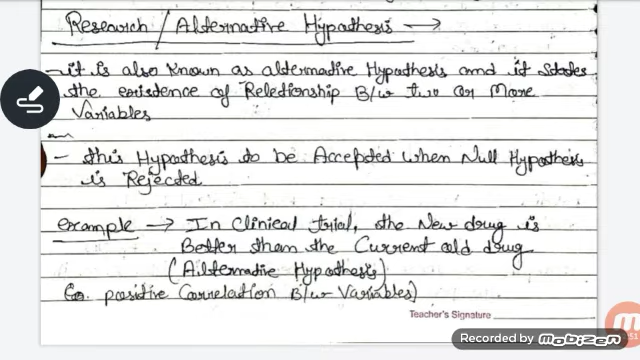 Research / Alternative Hypothesis →
- it is also known as alternative Hypothesis and it States
the existence of Reletionship B/w two or More
Variables
- this Hypothesis to be Accepted when Null Hypothesis
is Rejected
example → In Clinical trial, the New drug is
Better than the Current old drug
(Alternative Hypothesis)
positive Correlation B/w Variables)
Teacher's Signature
Recorded by mobizen